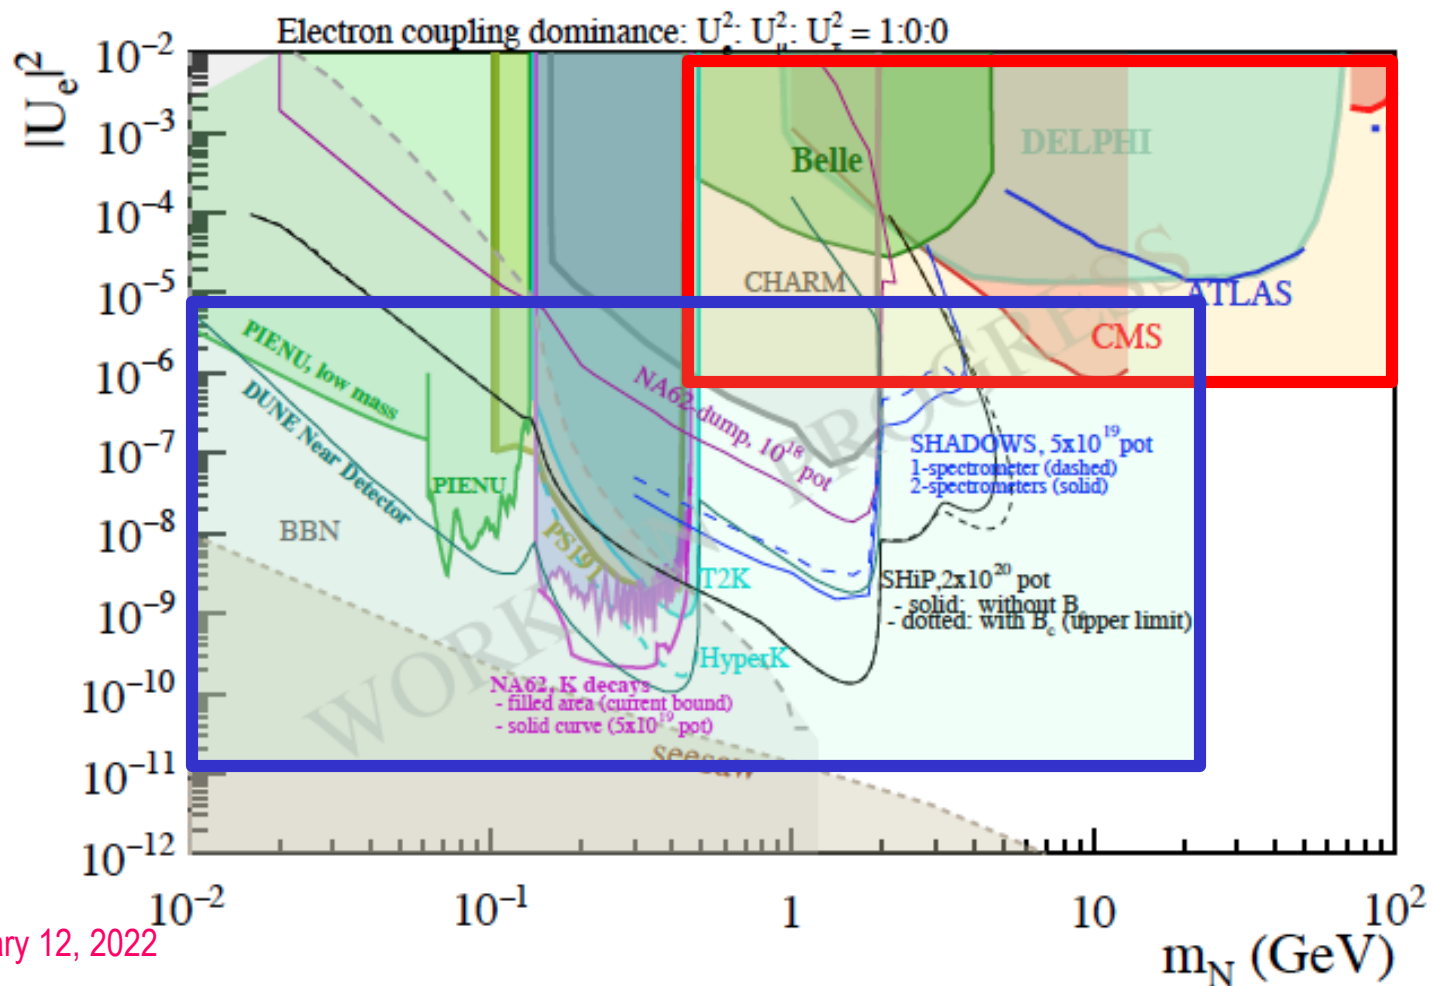 Electron coupling dominance: U²ₑ: U²μ: U²τ = 1:0:0
|Uₑ|²
10⁻²
10⁻³
10⁻⁴
10⁻⁵
10⁻⁶
10⁻⁷
10⁻⁸
10⁻⁹
10⁻¹⁰
10⁻¹¹
10⁻¹²
Belle
DELPHI
CHARM
ATLAS
CMS
PIENU, low mass
DUNE Near Detector
PIENU
BBN
NA62-dump, 10¹⁸ pot
SHADOWS, 5x10¹⁹ pot
1-spectrometer (dashed)
2-spectrometers (solid)
PS191
T2K
SHiP, 2x10²⁰ pot
- solid: without B
- dotted: with B_c (upper limit)
HyperK
NA62, K decays
- filled area (current bound)
- solid curve (5x10¹⁹ pot)
seesaw
WORK IN PROGRESS
10⁻²
10⁻¹
1
10
10²
m_N (GeV)
ary 12, 2022